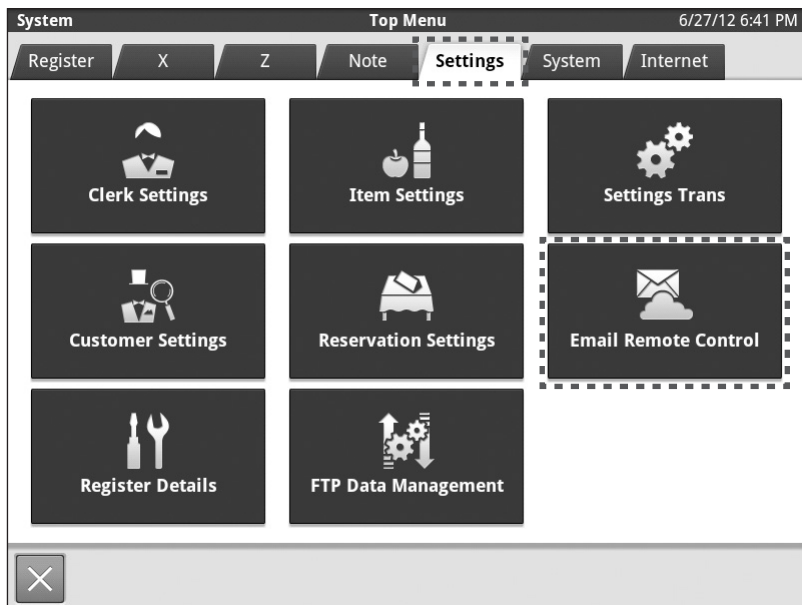 System Top Menu 6/27/12 6:41 PM
Register X Z Note Settings System Internet
Clerk Settings Item Settings Settings Trans
Customer Settings Reservation Settings Email Remote Control
Register Details FTP Data Management